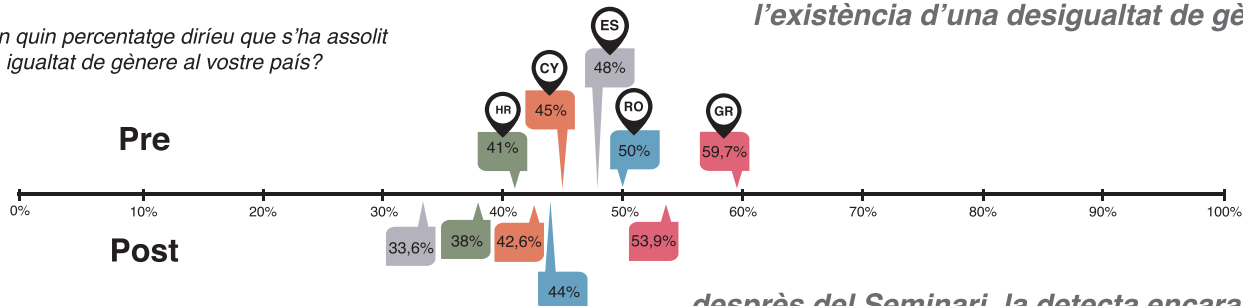 l’existència d’una desigualtat de gè
n quin percentatge diríeu que s’ha assolit
igualtat de gènere al vostre país?
ES
48%
CY
45%
HR
41%
RO
50%
GR
59,7%
Pre
0% 10% 20% 30% 40% 50% 60% 70% 80% 90% 100%
Post
33,6%
38%
42,6%
44%
53,9%
desprès del Seminari, la detecta encara